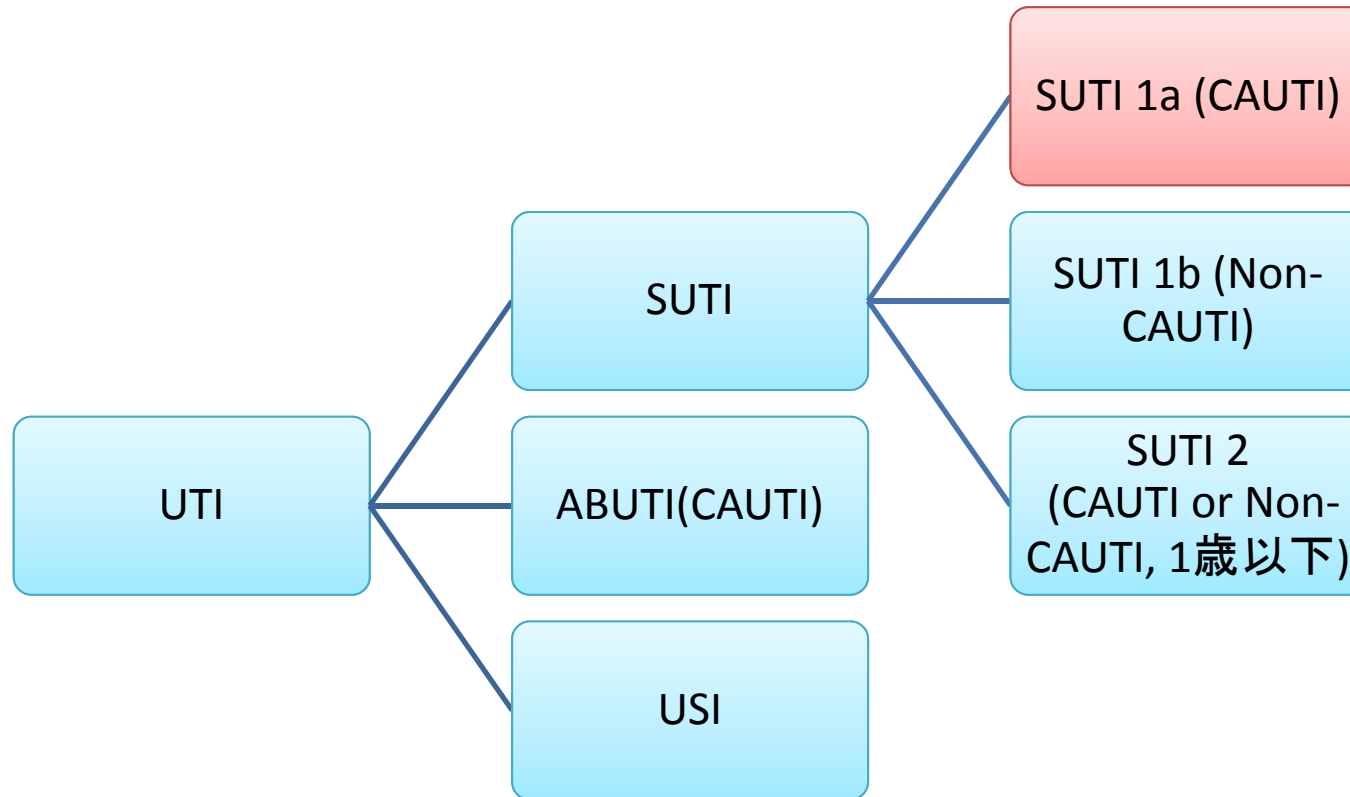 SUTI 1a (CAUTI)
SUTI
SUTI 1b (Non-
CAUTI)
UTI
ABUTI(CAUTI)
SUTI 2
(CAUTI or Non-
CAUTI, 1歳以下)
USI